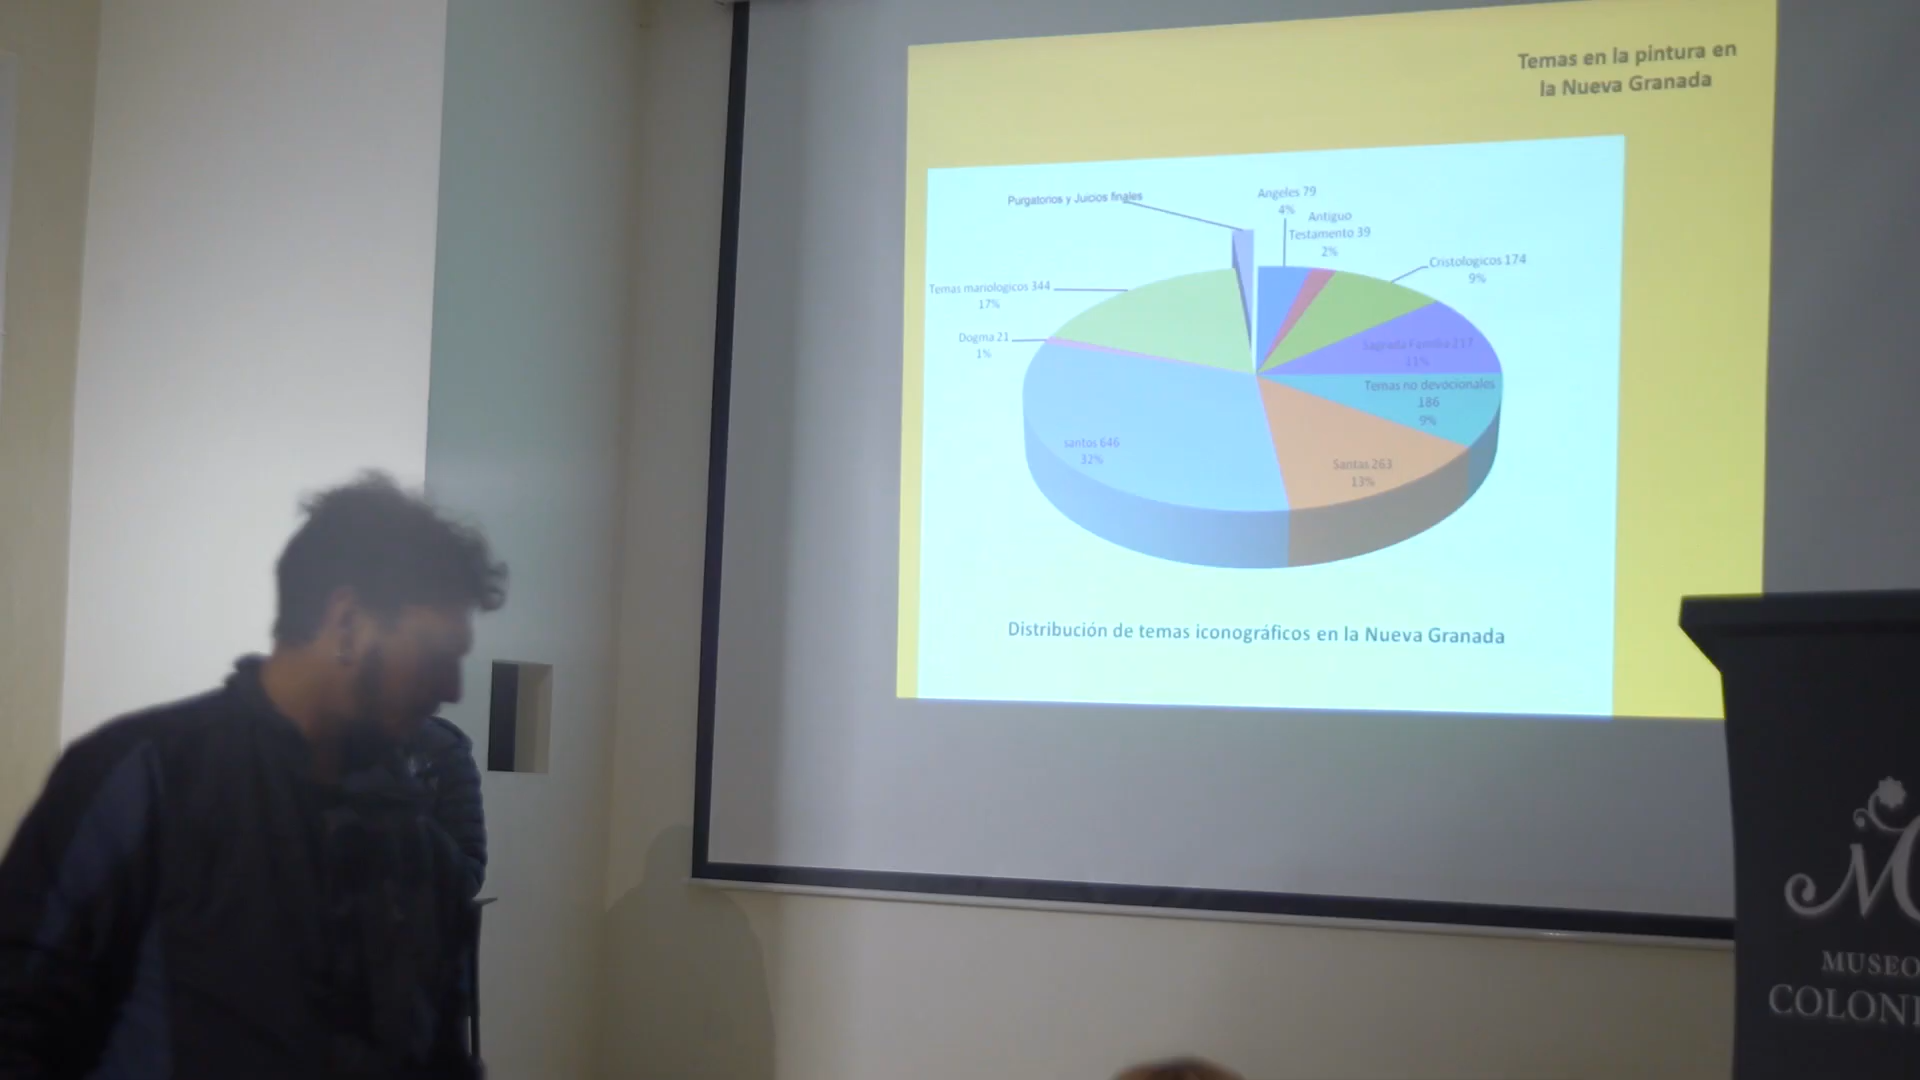 Temas en la pintura en
la Nueva Granada
Purgatorios y Juicios finales
Angeles 79
4%
Antiguo
Testamento 39
2%
Cristologicos 174
9%
Temas mariologicos 344
17%
Dogma 21
1%
Sagrada Familia 217
11%
Temas no devocionales
186
9%
santos 646
32%
Santas 263
13%
Distribución de temas iconográficos en la Nueva Granada
MUSEO
COLONI